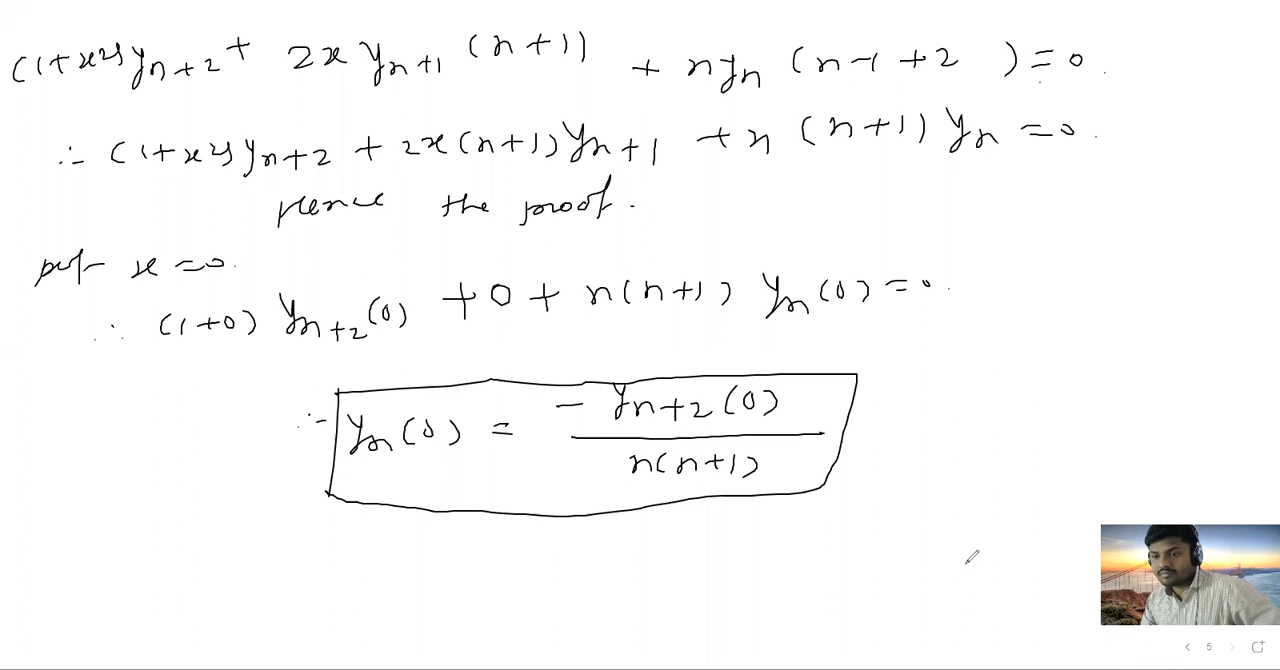 (1+x²)yₙ₊₂ + 2x yₙ₊₁ (n+1) + n yₙ (n-1+2) = 0.
∴ (1+x²)yₙ₊₂ + 2x(n+1)yₙ₊₁ + n(n+1)yₙ = 0.
Hence the proof.
put x = 0.
∴ (1+0) yₙ₊₂(0) + 0 + n(n+1) yₙ(0) = 0.
∴ yₙ(0) = - yₙ₊₂(0) / n(n+1)
< 5 >